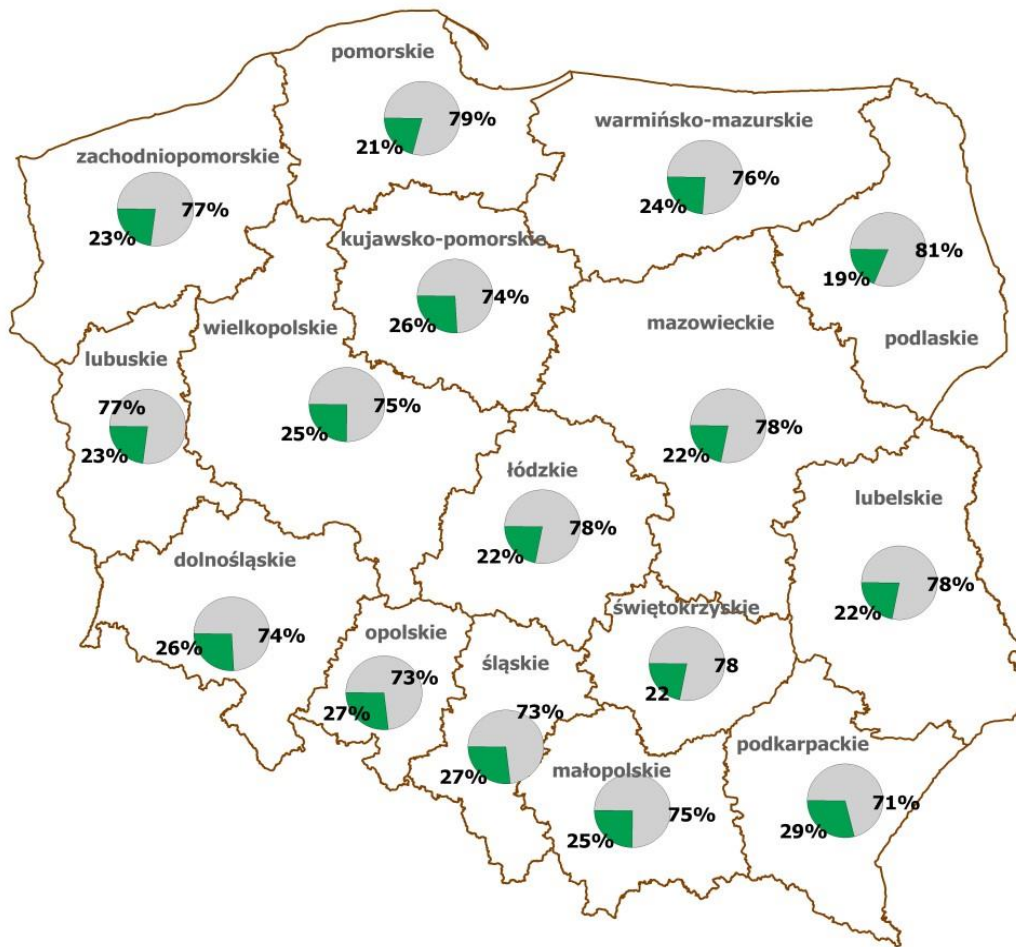 pomorskie
79%
21%
warmińsko-mazurskie
76%
24%
zachodniopomorskie
77%
23%
kujawsko-pomorskie
74%
26%
81%
19%
podlaskie
wielkopolskie
75%
25%
mazowieckie
78%
22%
lubuskie
77%
23%
łódzkie
78%
22%
lubelskie
78%
22%
dolnośląskie
74%
26%
opolskie
73%
27%
śląskie
73%
27%
świętokrzyskie
78
22
małopolskie
75%
25%
podkarpackie
71%
29%